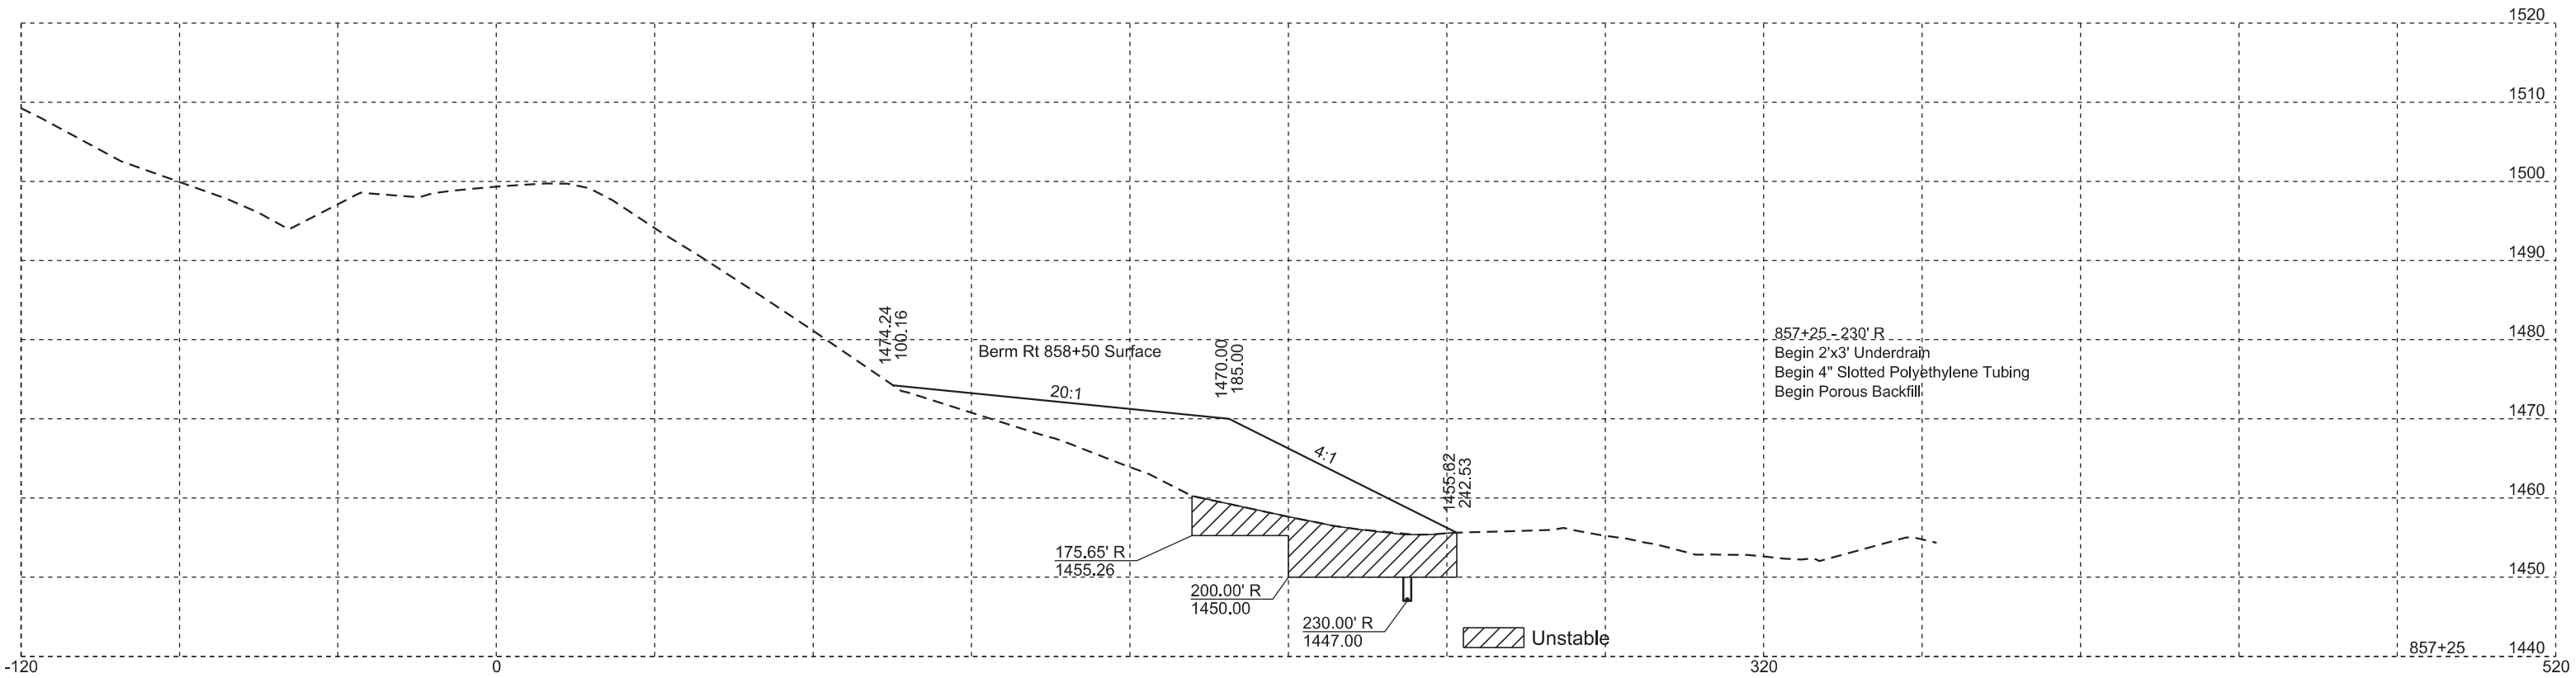 1520
1510
1500
1490
1480
1470
1460
1450
1440
1474.24
100.16
Berm Rt 858+50 Surface
20:1
1470.00
185.00
4:1
1455.62
242.53
857+25 - 230' R
Begin 2'x3' Underdrain
Begin 4" Slotted Polyethylene Tubing
Begin Porous Backfill
175.65' R
1455.26
200.00' R
1450.00
230.00' R
1447.00
Unstable
857+25
-120
0
320
520